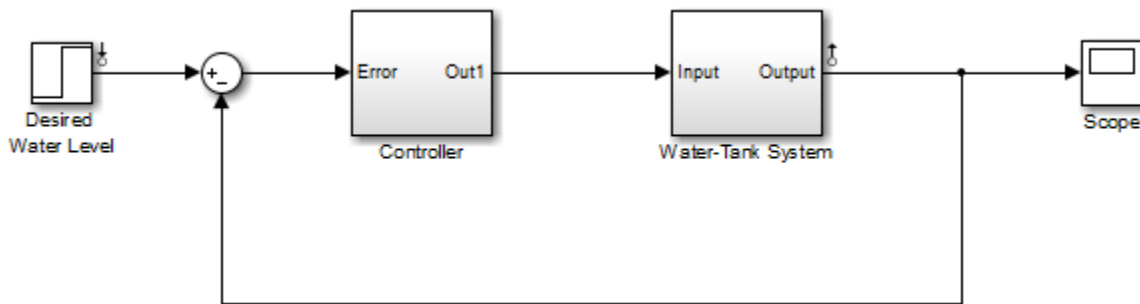 +
−
Error
Out1
Input
Output
Desired
Water Level
Controller
Water-Tank System
Scope